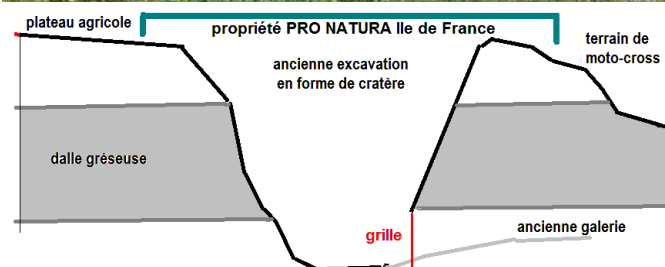 plateau agricole
propriété PRO NATURA Ile de France
terrain de
moto-cross
ancienne excavation
en forme de cratère
dalle gréseuse
ancienne galerie
grille